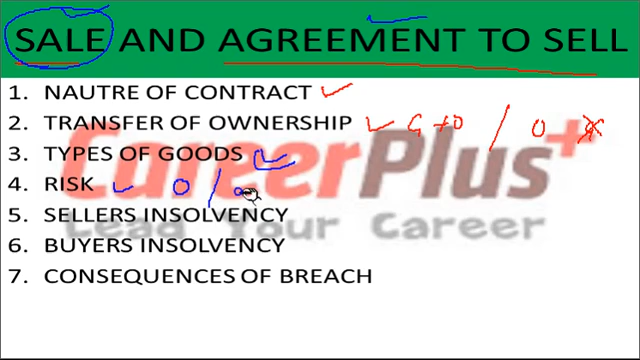 SALE AND AGREEMENT TO SELL
1. NAUTRE OF CONTRACT
2. TRANSFER OF OWNERSHIP G+O / O
3. TYPES OF GOODS
4. RISK O / O
5. SELLERS INSOLVENCY
6. BUYERS INSOLVENCY
7. CONSEQUENCES OF BREACH
CareerPlus+
Lead Your Career